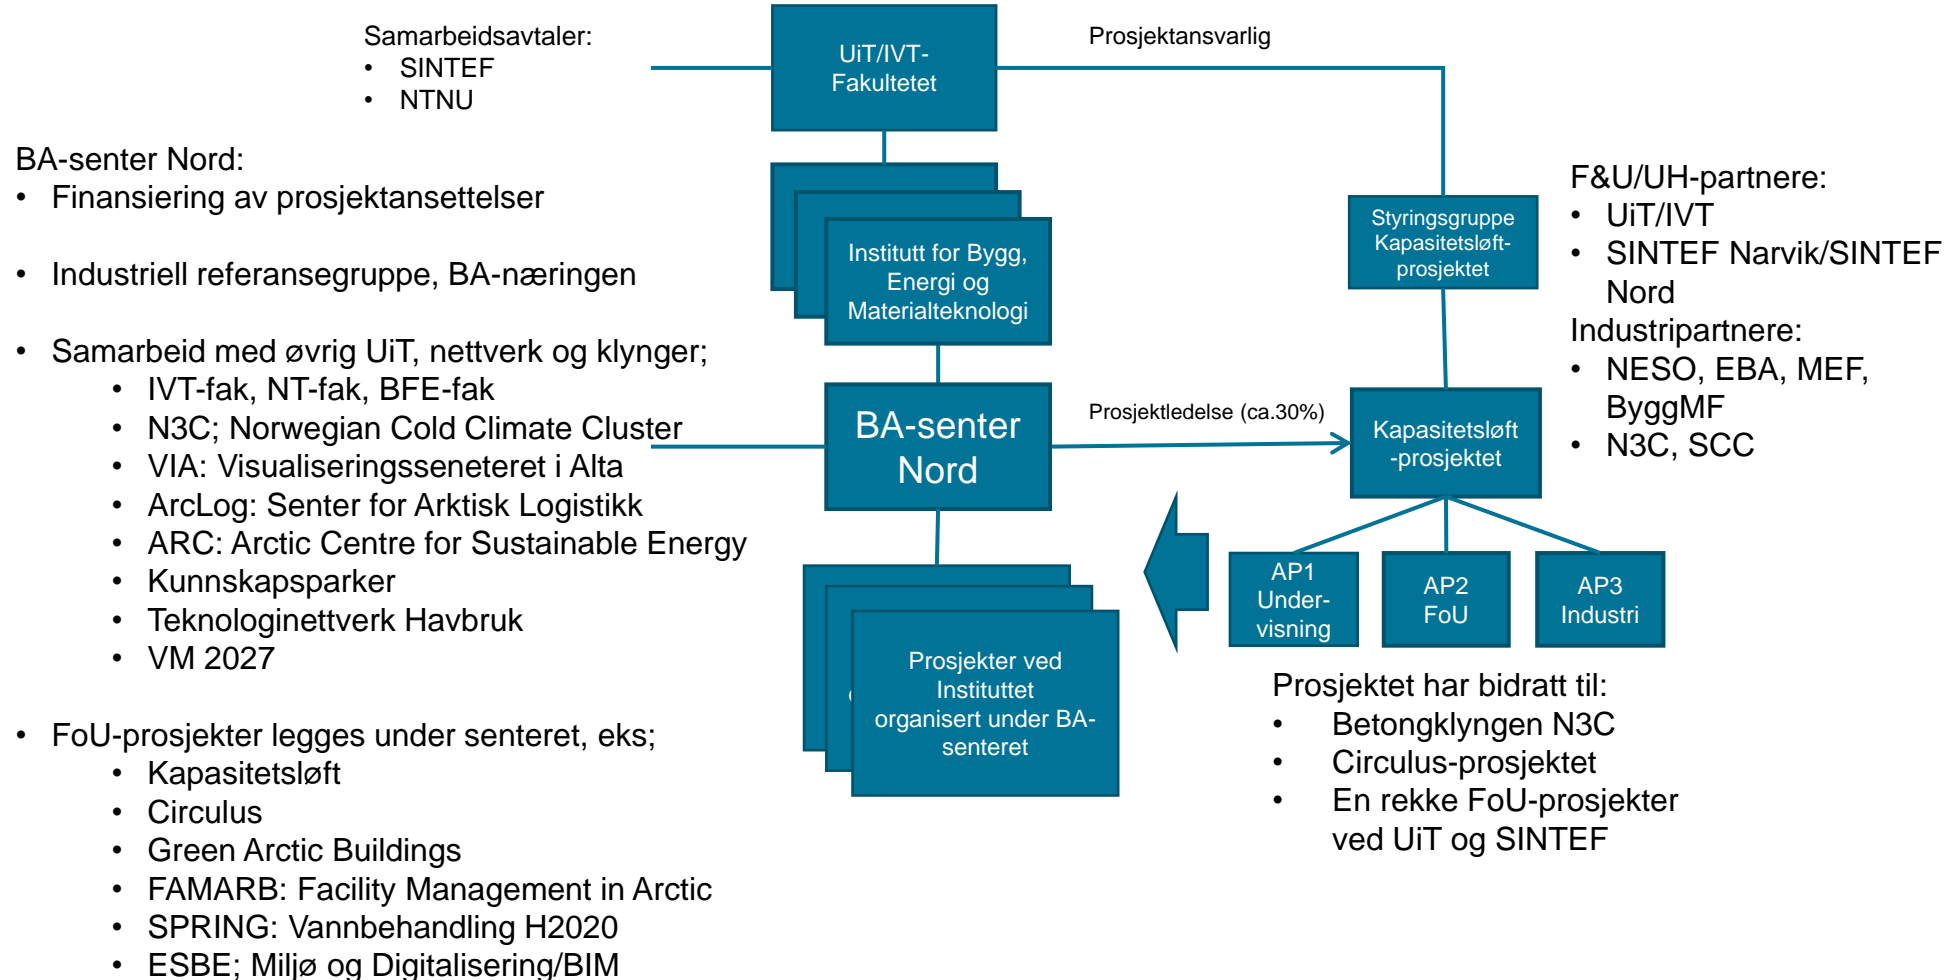 Samarbeidsavtaler:
• SINTEF
• NTNU
UiT/IVT-
Fakultetet
Prosjektansvarlig
BA-senter Nord:
• Finansiering av prosjektansettelser
• Industriell referansegruppe, BA-næringen
• Samarbeid med øvrig UiT, nettverk og klynger;
• IVT-fak, NT-fak, BFE-fak
• N3C; Norwegian Cold Climate Cluster
• VIA: Visualiseringsseneteret i Alta
• ArcLog: Senter for Arktisk Logistikk
• ARC: Arctic Centre for Sustainable Energy
• Kunnskapsparker
• Teknologinettverk Havbruk
• VM 2027
• FoU-prosjekter legges under senteret, eks;
• Kapasitetsløft
• Circulus
• Green Arctic Buildings
• FAMARB: Facility Management in Arctic
• SPRING: Vannbehandling H2020
• ESBE; Miljø og Digitalisering/BIM
Institutt for Bygg,
Energi og
Materialteknologi
BA-senter
Nord
Prosjektledelse (ca.30%)
Prosjekter ved
Instituttet
organisert under BA-
senteret
Styringsgruppe
Kapasitetsløft-
prosjektet
Kapasitetsløft
-prosjektet
AP1
Under-
visning
AP2
FoU
AP3
Industri
F&U/UH-partnere:
• UiT/IVT
• SINTEF Narvik/SINTEF
Nord
Industripartnere:
• NESO, EBA, MEF,
ByggMF
• N3C, SCC
Prosjektet har bidratt til:
• Betongklyngen N3C
• Circulus-prosjektet
• En rekke FoU-prosjekter
ved UiT og SINTEF